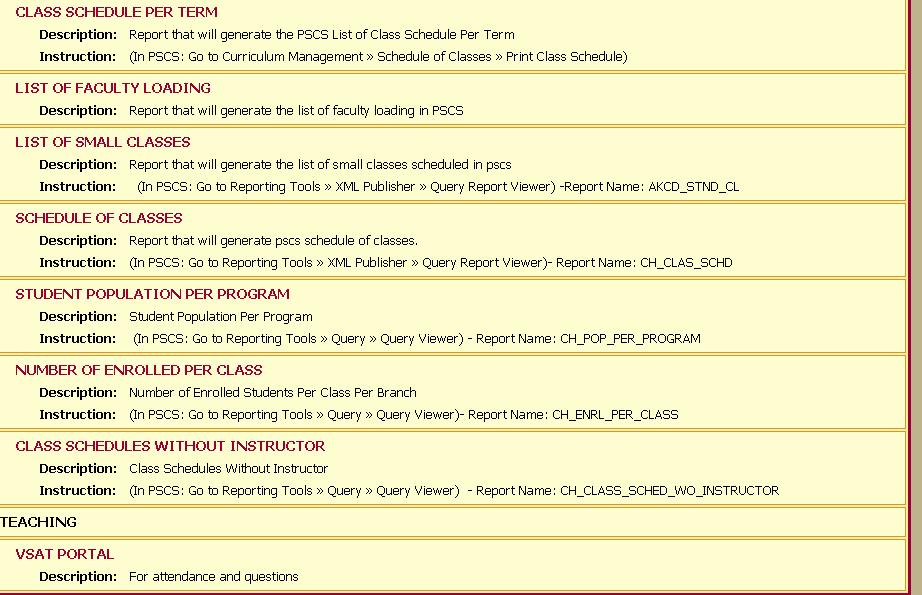 CLASS SCHEDULE PER TERM
Description: Report that will generate the PSCS List of Class Schedule Per Term
Instruction: (In PSCS: Go to Curriculum Management » Schedule of Classes » Print Class Schedule)
LIST OF FACULTY LOADING
Description: Report that will generate the list of faculty loading in PSCS
LIST OF SMALL CLASSES
Description: Report that will generate the list of small classes scheduled in pscs
Instruction: (In PSCS: Go to Reporting Tools » XML Publisher » Query Report Viewer) -Report Name: AKCD_STND_CL
SCHEDULE OF CLASSES
Description: Report that will generate pscs schedule of classes.
Instruction: (In PSCS: Go to Reporting Tools » XML Publisher » Query Report Viewer)- Report Name: CH_CLAS_SCHD
STUDENT POPULATION PER PROGRAM
Description: Student Population Per Program
Instruction: (In PSCS: Go to Reporting Tools » Query » Query Viewer) - Report Name: CH_POP_PER_PROGRAM
NUMBER OF ENROLLED PER CLASS
Description: Number of Enrolled Students Per Class Per Branch
Instruction: (In PSCS: Go to Reporting Tools » Query » Query Viewer)- Report Name: CH_ENRL_PER_CLASS
CLASS SCHEDULES WITHOUT INSTRUCTOR
Description: Class Schedules Without Instructor
Instruction: (In PSCS: Go to Reporting Tools » Query » Query Viewer) - Report Name: CH_CLASS_SCHED_WO_INSTRUCTOR
TEACHING
VSAT PORTAL
Description: For attendance and questions